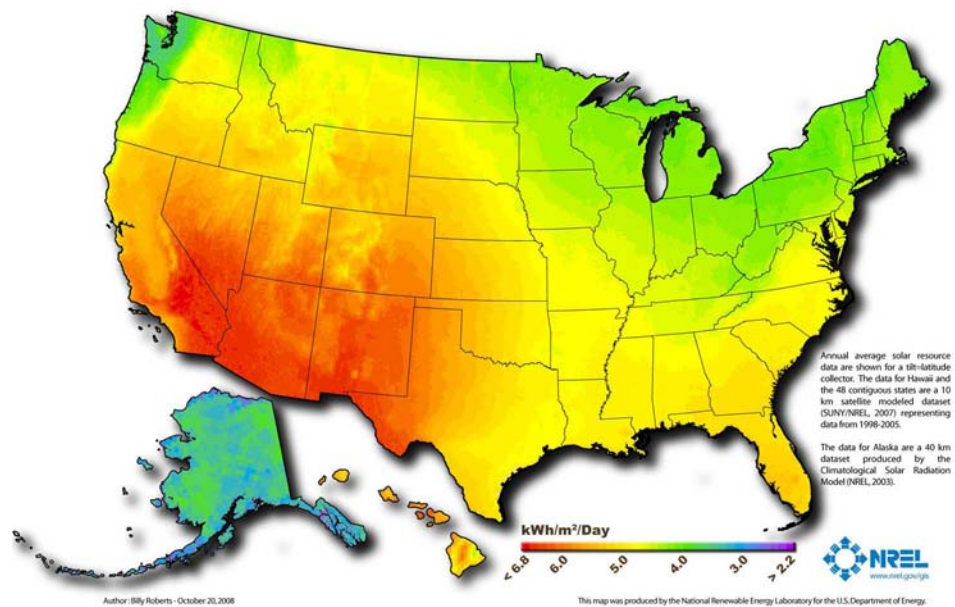 Annual average solar resource
data are shown for a tilt=latitude
collector. The data for Hawaii and
the 48 contiguous states are a 10
km satellite modeled dataset
(SUNY/NREL, 2007) representing
data from 1998-2005.
The data for Alaska are a 40 km
dataset produced by the
Climatological Solar Radiation
Model (NREL, 2003).
kWh/m²/Day
< 6.8 6.0 5.0 4.0 3.0 > 2.2
NREL
www.nrel.gov/gis
Author : Billy Roberts - October 20, 2008
This map was produced by the National Renewable Energy Laboratory for the U.S. Department of Energy.